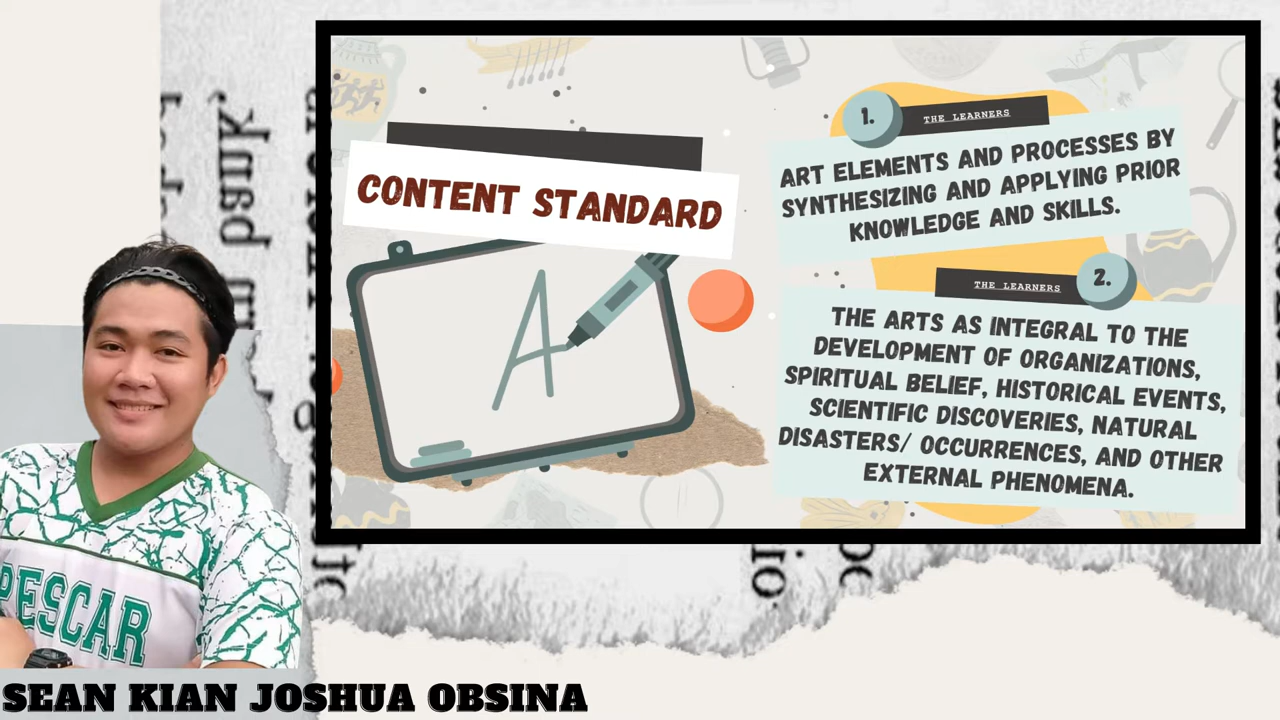 CONTENT STANDARD
A
1.
THE LEARNERS
ART ELEMENTS AND PROCESSES BY
SYNTHESIZING AND APPLYING PRIOR
KNOWLEDGE AND SKILLS.
THE LEARNERS
2.
THE ARTS AS INTEGRAL TO THE
DEVELOPMENT OF ORGANIZATIONS,
SPIRITUAL BELIEF, HISTORICAL EVENTS,
SCIENTIFIC DISCOVERIES, NATURAL
DISASTERS/ OCCURRENCES, AND OTHER
EXTERNAL PHENOMENA.
PESCAR
SEAN KIAN JOSHUA OBSINA